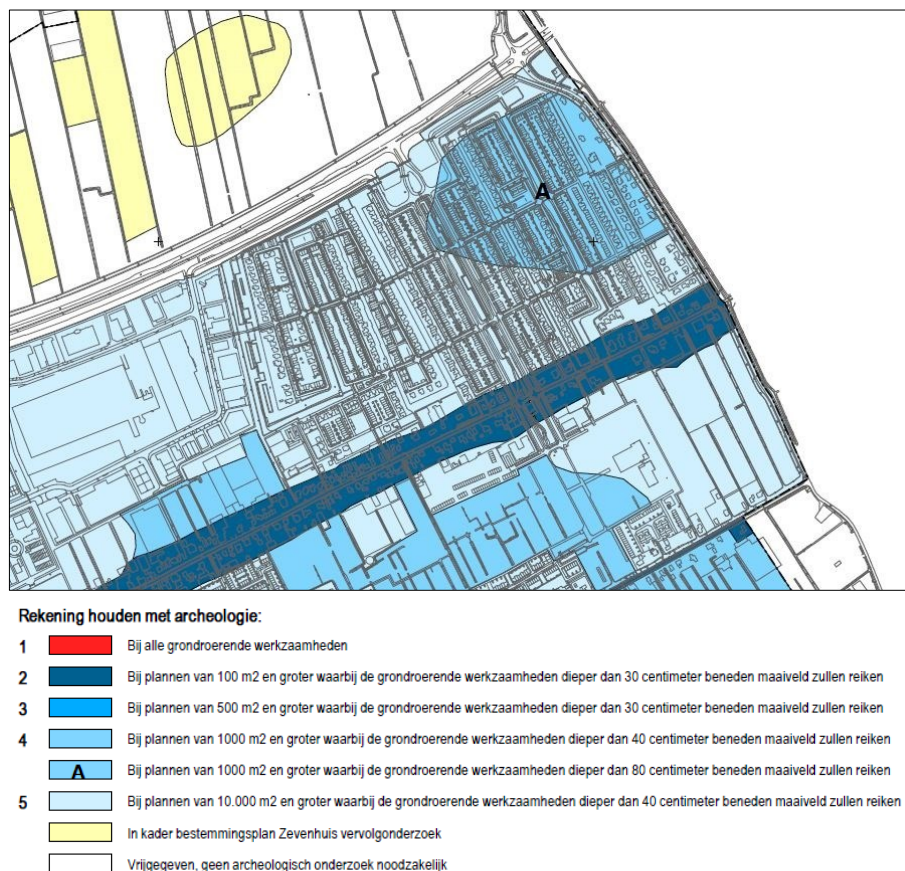 A
Rekening houden met archeologie:
1 Bij alle grondroerende werkzaamheden
2 Bij plannen van 100 m2 en groter waarbij de grondroerende werkzaamheden dieper dan 30 centimeter beneden maaiveld zullen reiken
3 Bij plannen van 500 m2 en groter waarbij de grondroerende werkzaamheden dieper dan 30 centimeter beneden maaiveld zullen reiken
4 Bij plannen van 1000 m2 en groter waarbij de grondroerende werkzaamheden dieper dan 40 centimeter beneden maaiveld zullen reiken
A Bij plannen van 1000 m2 en groter waarbij de grondroerende werkzaamheden dieper dan 80 centimeter beneden maaiveld zullen reiken
5 Bij plannen van 10.000 m2 en groter waarbij de grondroerende werkzaamheden dieper dan 40 centimeter beneden maaiveld zullen reiken
In kader bestemmingsplan Zevenhuis vervolgonderzoek
Vrijgegeven, geen archeologisch onderzoek noodzakelijk